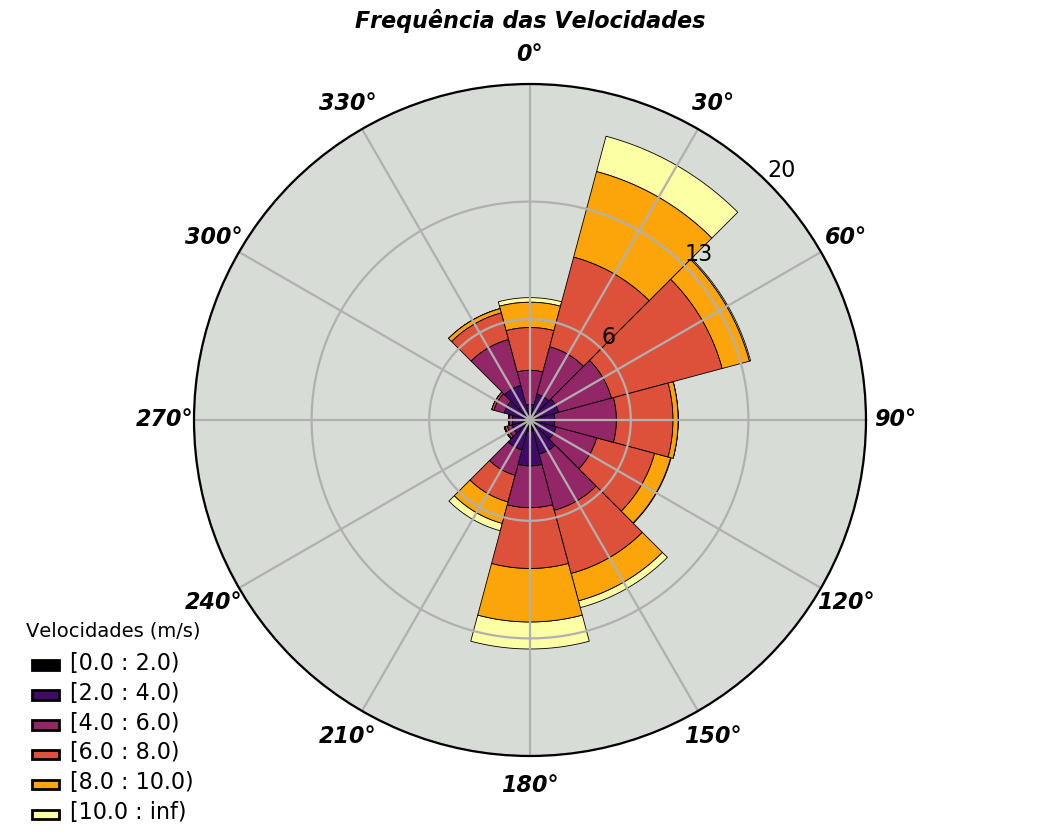 Frequência das Velocidades
0°
330°
30°
20
300°
60°
13
6
270°
90°
240°
120°
210°
150°
180°
Velocidades (m/s)
[0.0 : 2.0)
[2.0 : 4.0)
[4.0 : 6.0)
[6.0 : 8.0)
[8.0 : 10.0)
[10.0 : inf)